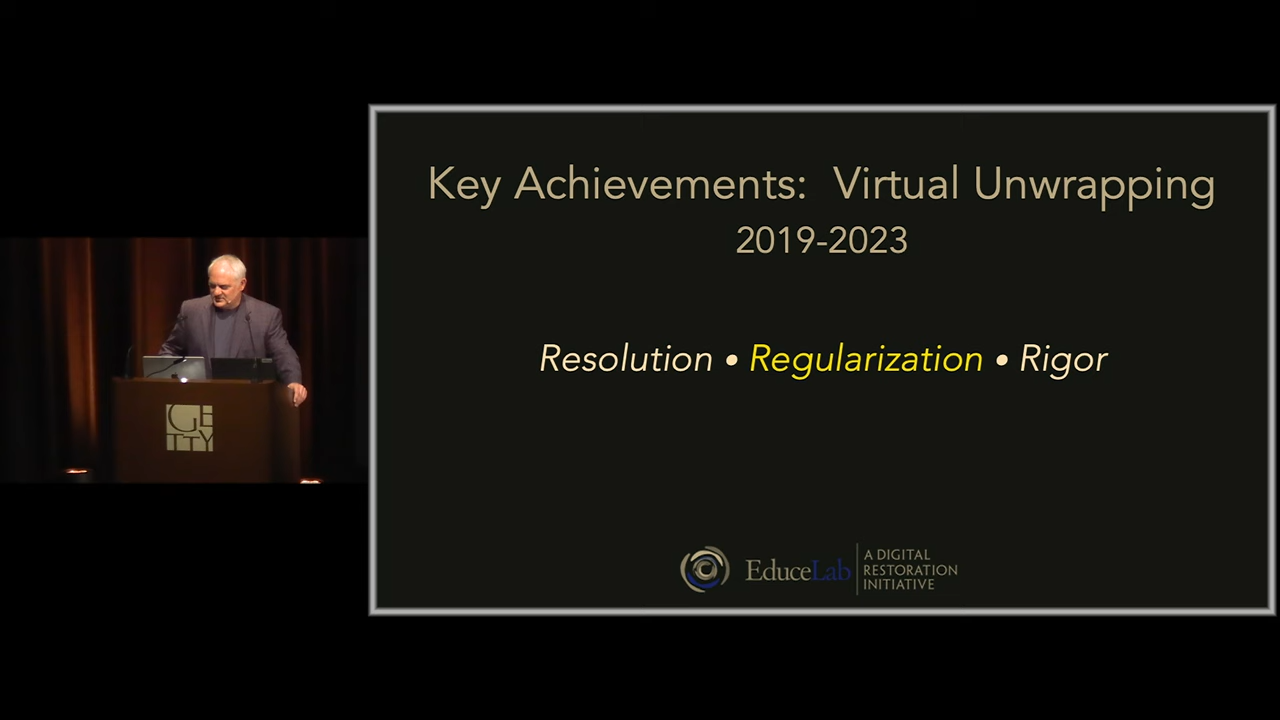 Key Achievements: Virtual Unwrapping
2019-2023
Resolution • Regularization • Rigor
EduceLab
A DIGITAL
RESTORATION
INITIATIVE
GETTY